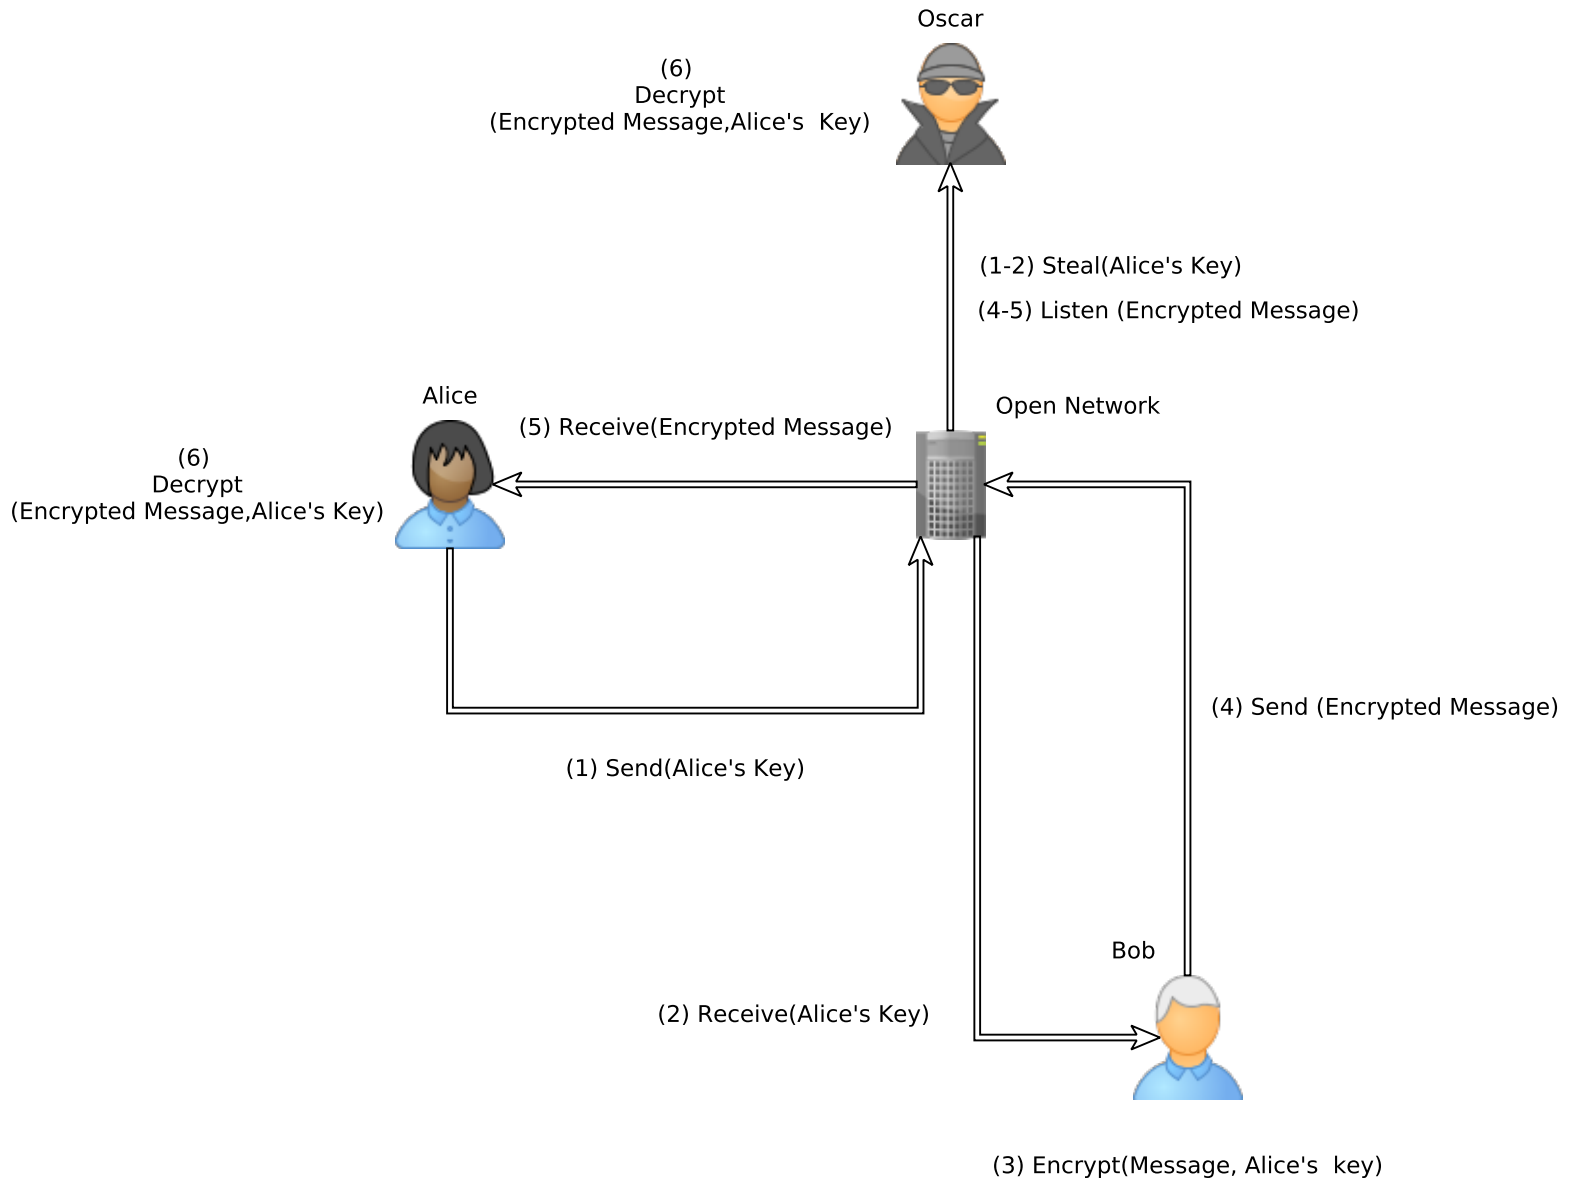 Oscar
(6)
Decrypt
(Encrypted Message,Alice's  Key)
(1-2) Steal(Alice's Key)
(4-5) Listen (Encrypted Message)
Alice
Open Network
(5) Receive(Encrypted Message)
(6)
Decrypt
(Encrypted Message,Alice's Key)
(4) Send (Encrypted Message)
(1) Send(Alice's Key)
Bob
(2) Receive(Alice's Key)
(3) Encrypt(Message, Alice's  key)